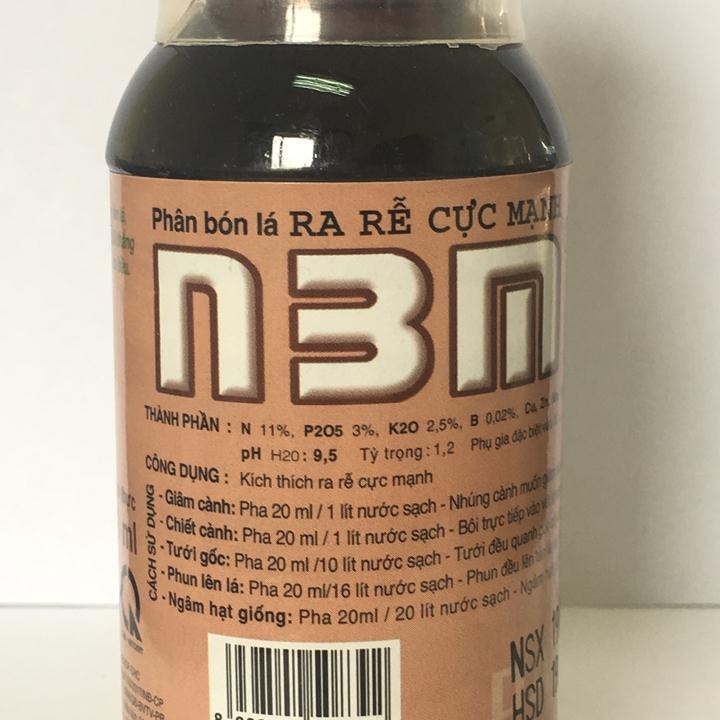 Phân bón lá RA RỄ CỰC MẠNH
N3M
THÀNH PHẦN : N 11%, P2O5 3%, K2O 2,5%, B 0,02%, Cu, Zn,
pH H2O : 9,5 Tỷ trọng : 1,2 Phụ gia đặc biệt
CÔNG DỤNG : Kích thích ra rễ cực mạnh
CÁCH SỬ DỤNG
- Giâm cành: Pha 20 ml / 1 lít nước sạch - Nhúng cành muốn
- Chiết cành: Pha 20 ml / 1 lít nước sạch - Bôi trực tiếp vào
- Tưới gốc: Pha 20 ml /10 lít nước sạch - Tưới đều quanh
- Phun lên lá: Pha 20 ml/16 lít nước sạch - Phun đều lên
- Ngâm hạt giống: Pha 20ml / 20 lít nước sạch - Ngâm
ml
NSX
HSD